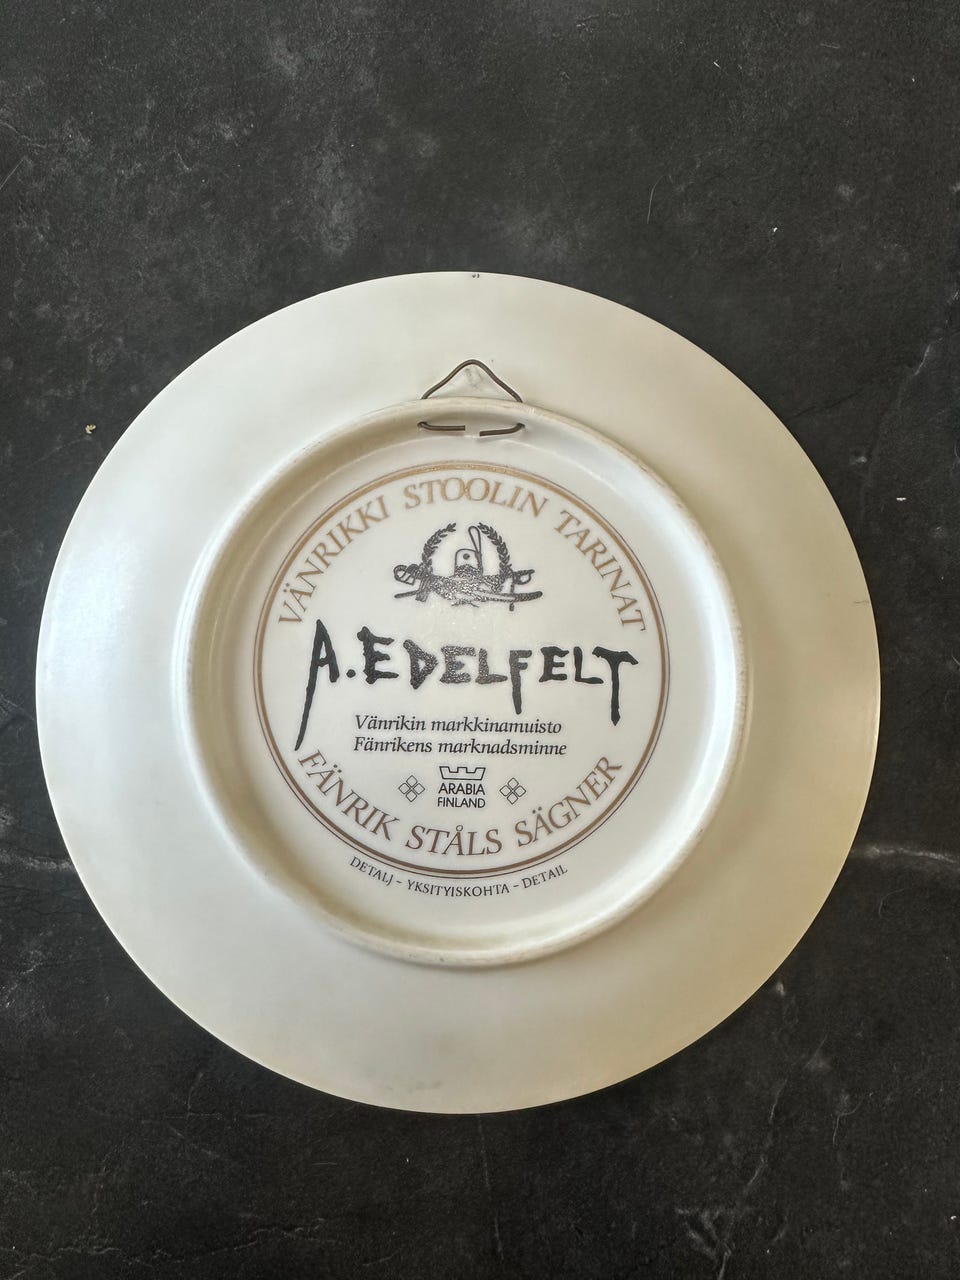 VÄNRIKKI STOOLIN TARINAT
A.EDELFELT
Vänrikin markkinamuisto
Fänrikens marknadsminne
ARABIA
FINLAND
FÄNRIK STÅLS SÄGNER
DETALJ - YKSITYISKOHTA - DETAIL